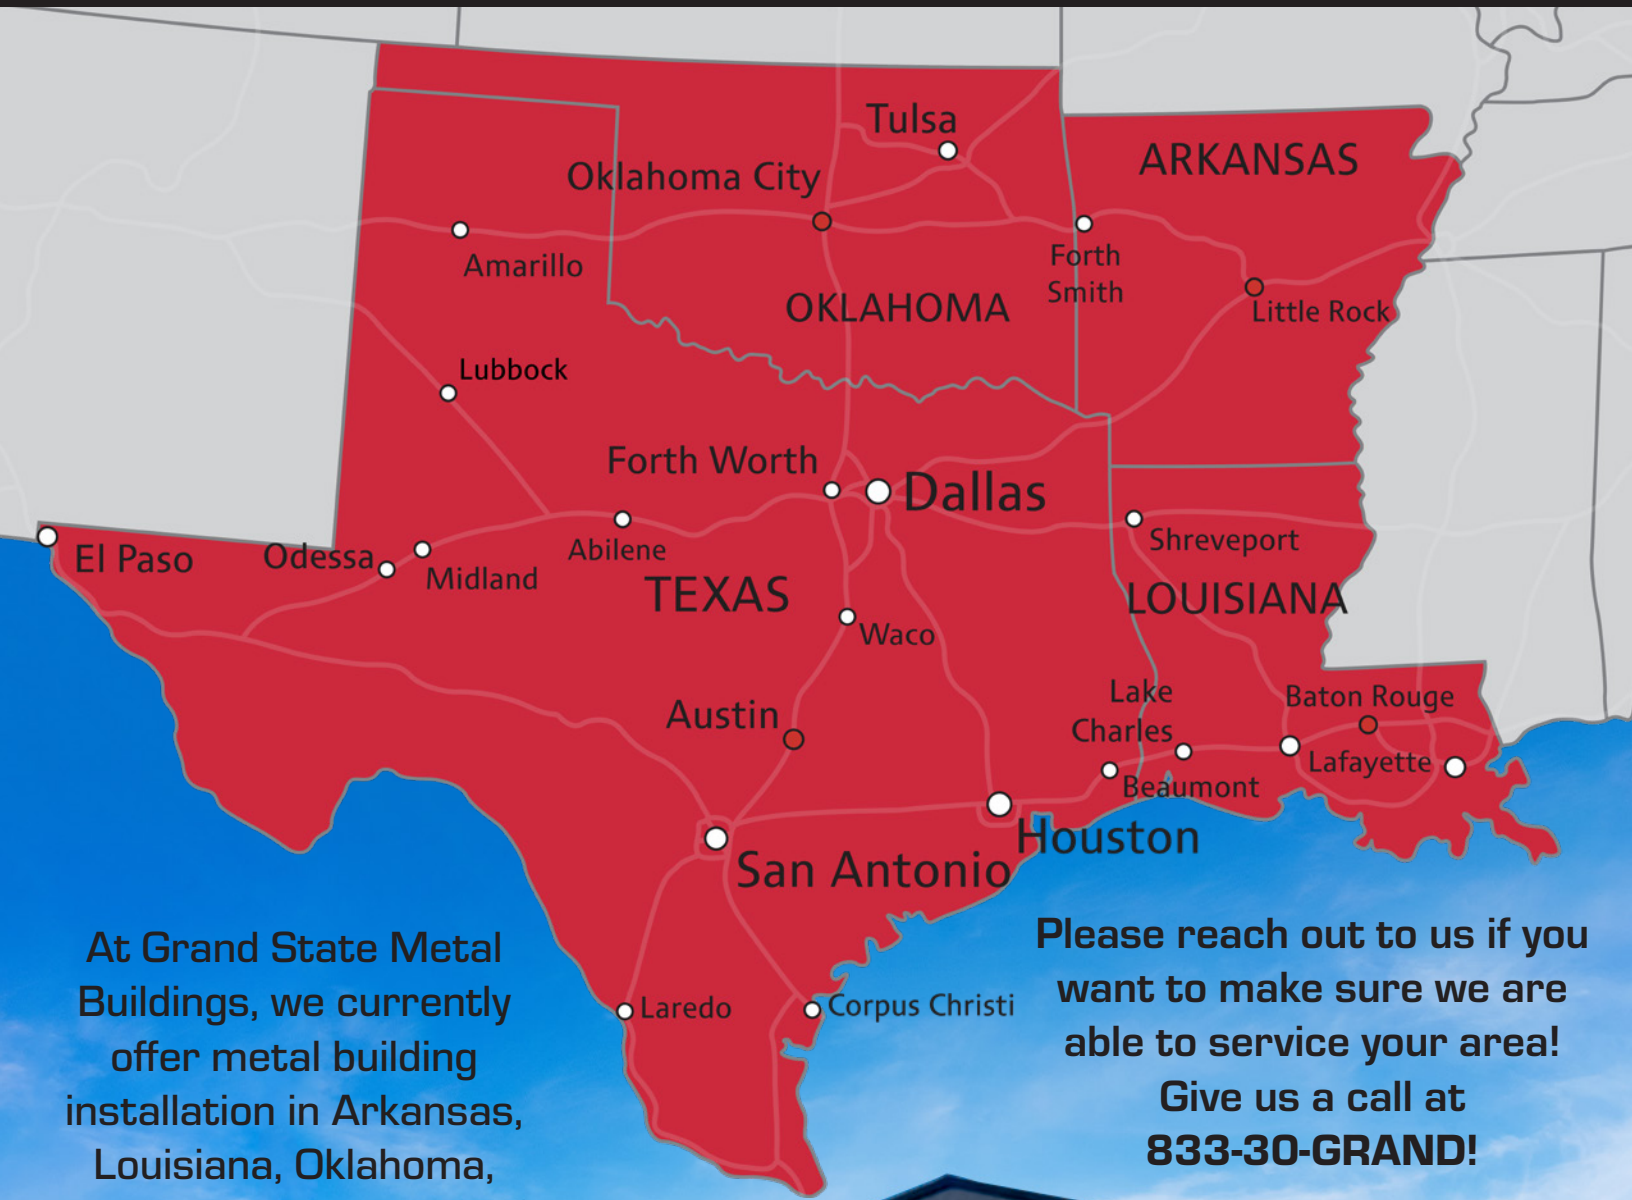 Tulsa
ARKANSAS
Oklahoma City
Amarillo
Forth
Smith
OKLAHOMA
Little Rock
Lubbock
Forth Worth
Dallas
Shreveport
El Paso
Odessa
Abilene
Midland
TEXAS
LOUISIANA
Waco
Lake
Charles
Baton Rouge
Austin
Lafayette
Beaumont
Houston
San Antonio
Laredo
Corpus Christi
At Grand State Metal
Buildings, we currently
offer metal building
installation in Arkansas,
Louisiana, Oklahoma,
Please reach out to us if you
want to make sure we are
able to service your area!
Give us a call at
833-30-GRAND!